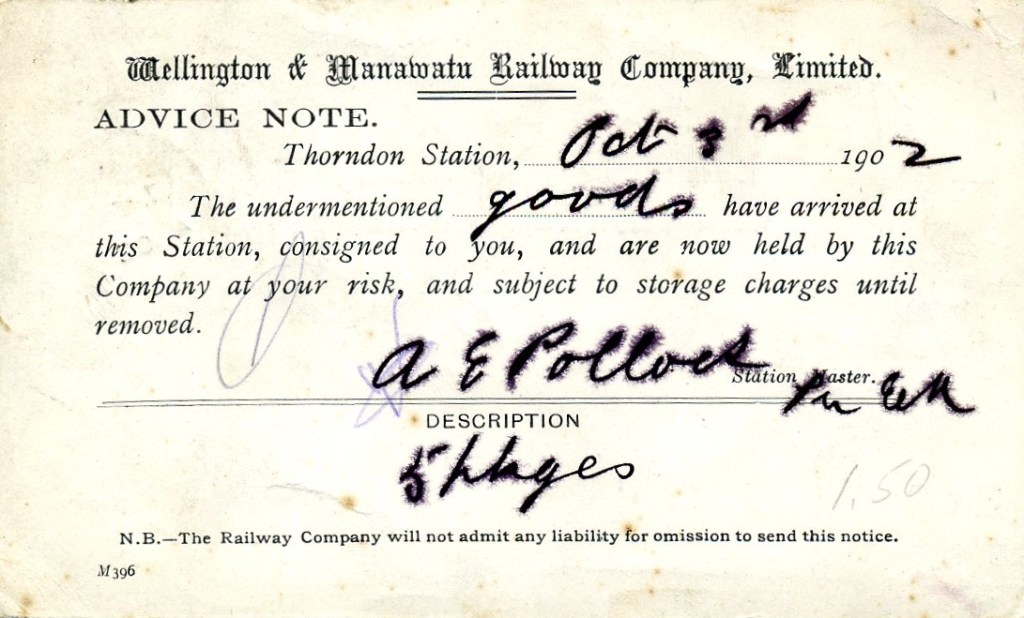 Wellington & Manawatu Railway Company, Limited.
ADVICE NOTE.
Thorndon Station, Oct 3rd 1902
The undermentioned goods have arrived at
this Station, consigned to you, and are now held by this
Company at your risk, and subject to storage charges until
removed.
A E Pollock
Station Master.
DESCRIPTION
5 pkges
1.50
N.B.—The Railway Company will not admit any liability for omission to send this notice.
M396